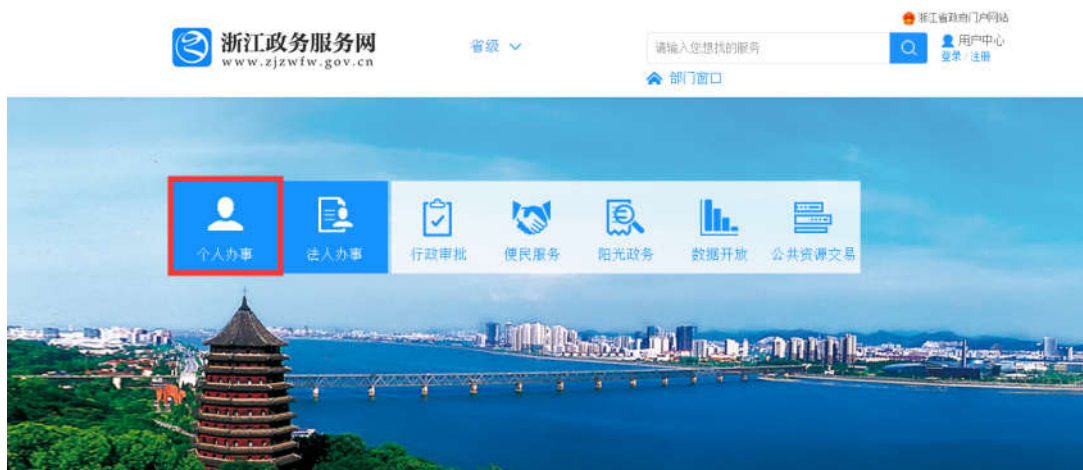 浙江省政府门户网站
浙江政务服务网
www.zjzwfw.gov.cn
省级
请输入您想找的服务
用户中心
登录 注册
部门窗口
个人办事
法人办事
行政审批
便民服务
阳光政务
数据开放
公共资源交易